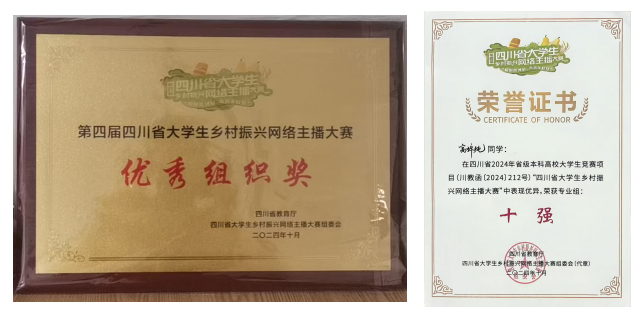 四川省大学生
乡村振兴网络主播大赛
第四届四川省大学生乡村振兴网络主播大赛
优秀组织奖
四川省教育厅
四川省大学生乡村振兴网络主播大赛组委会
二〇二四年十月
四川省大学生
乡村振兴网络主播大赛
荣誉证书
CERTIFICATE OF HONOR
同学:
在四川省2024年省级本科高校大学生竞赛项
目(川教函(2024)212号)“四川省大学生乡村振
兴网络主播大赛”中表现优异,荣获专业组:
十强
四川省教育厅
四川省大学生乡村振兴网络主播大赛组委会(代章)
二〇二四年十月